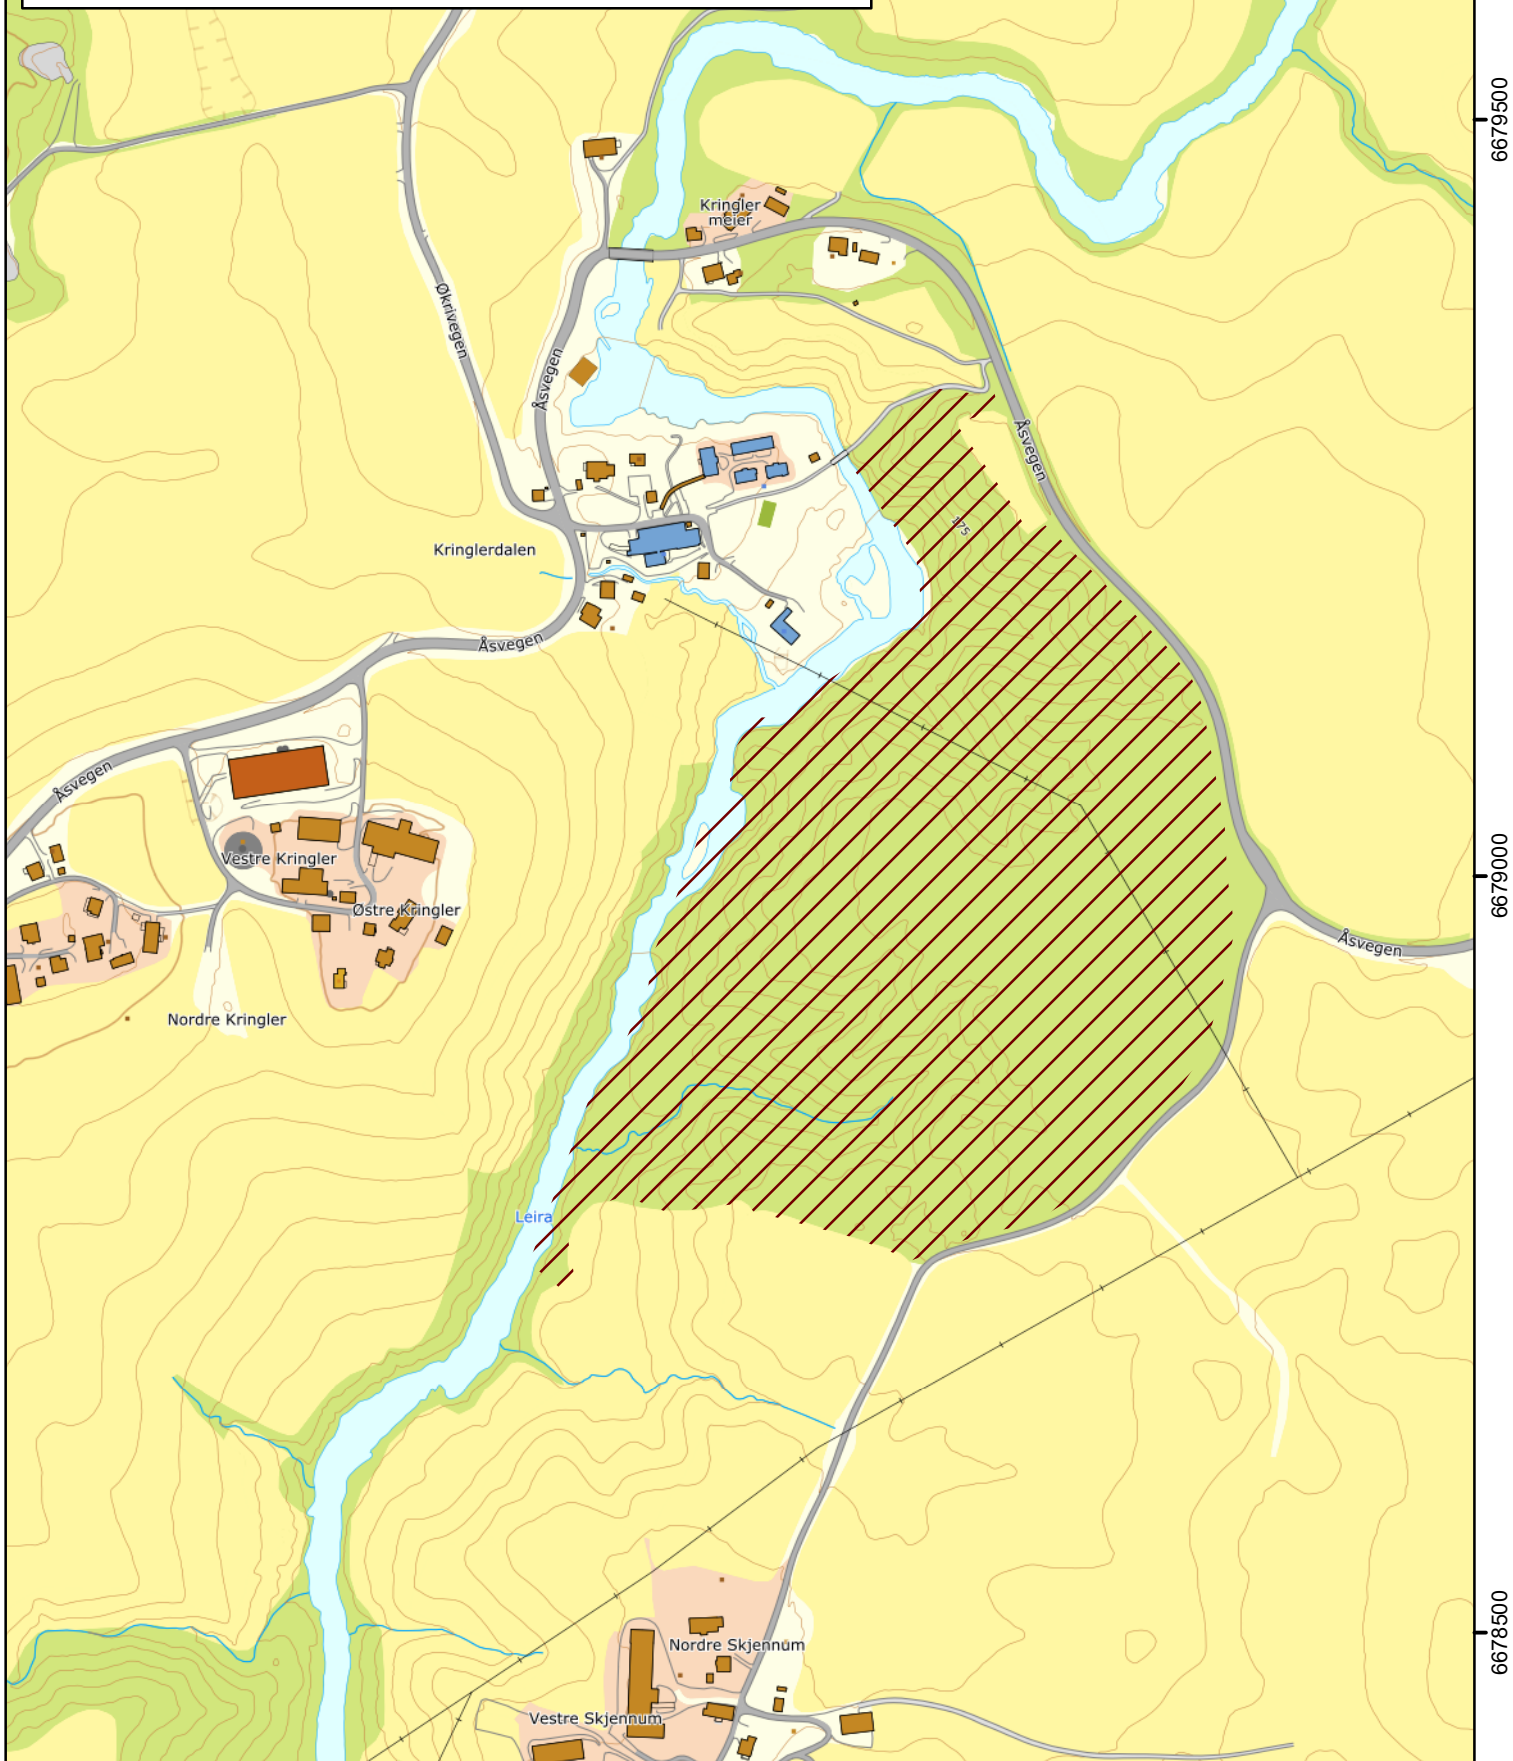 6679500
Kringler
meier
Økrivegen
Åsvegen
Åsvegen
175
Kringlerdalen
Åsvegen
Åsvegen
Vestre Kringler
6679000
Østre Kringler
Åsvegen
Nordre Kringler
Leira
6678500
Nordre Skjennum
Vestre Skjennum